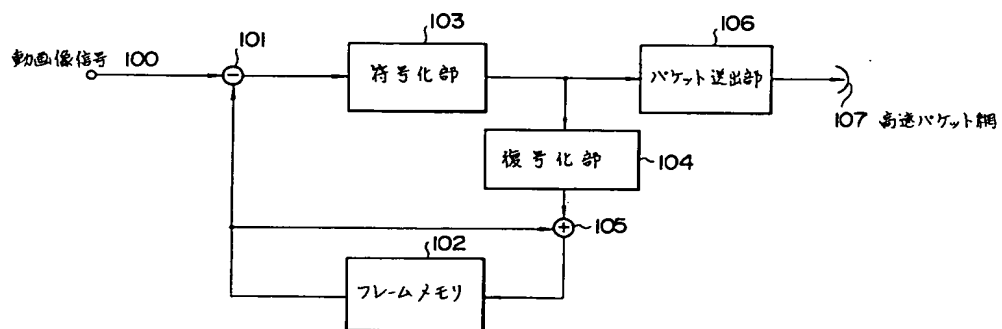 動画像信号 100
101
103
符号化部
106
パケット送出部
107 高速パケット網
復号化部
104
105
102
フレームメモリ